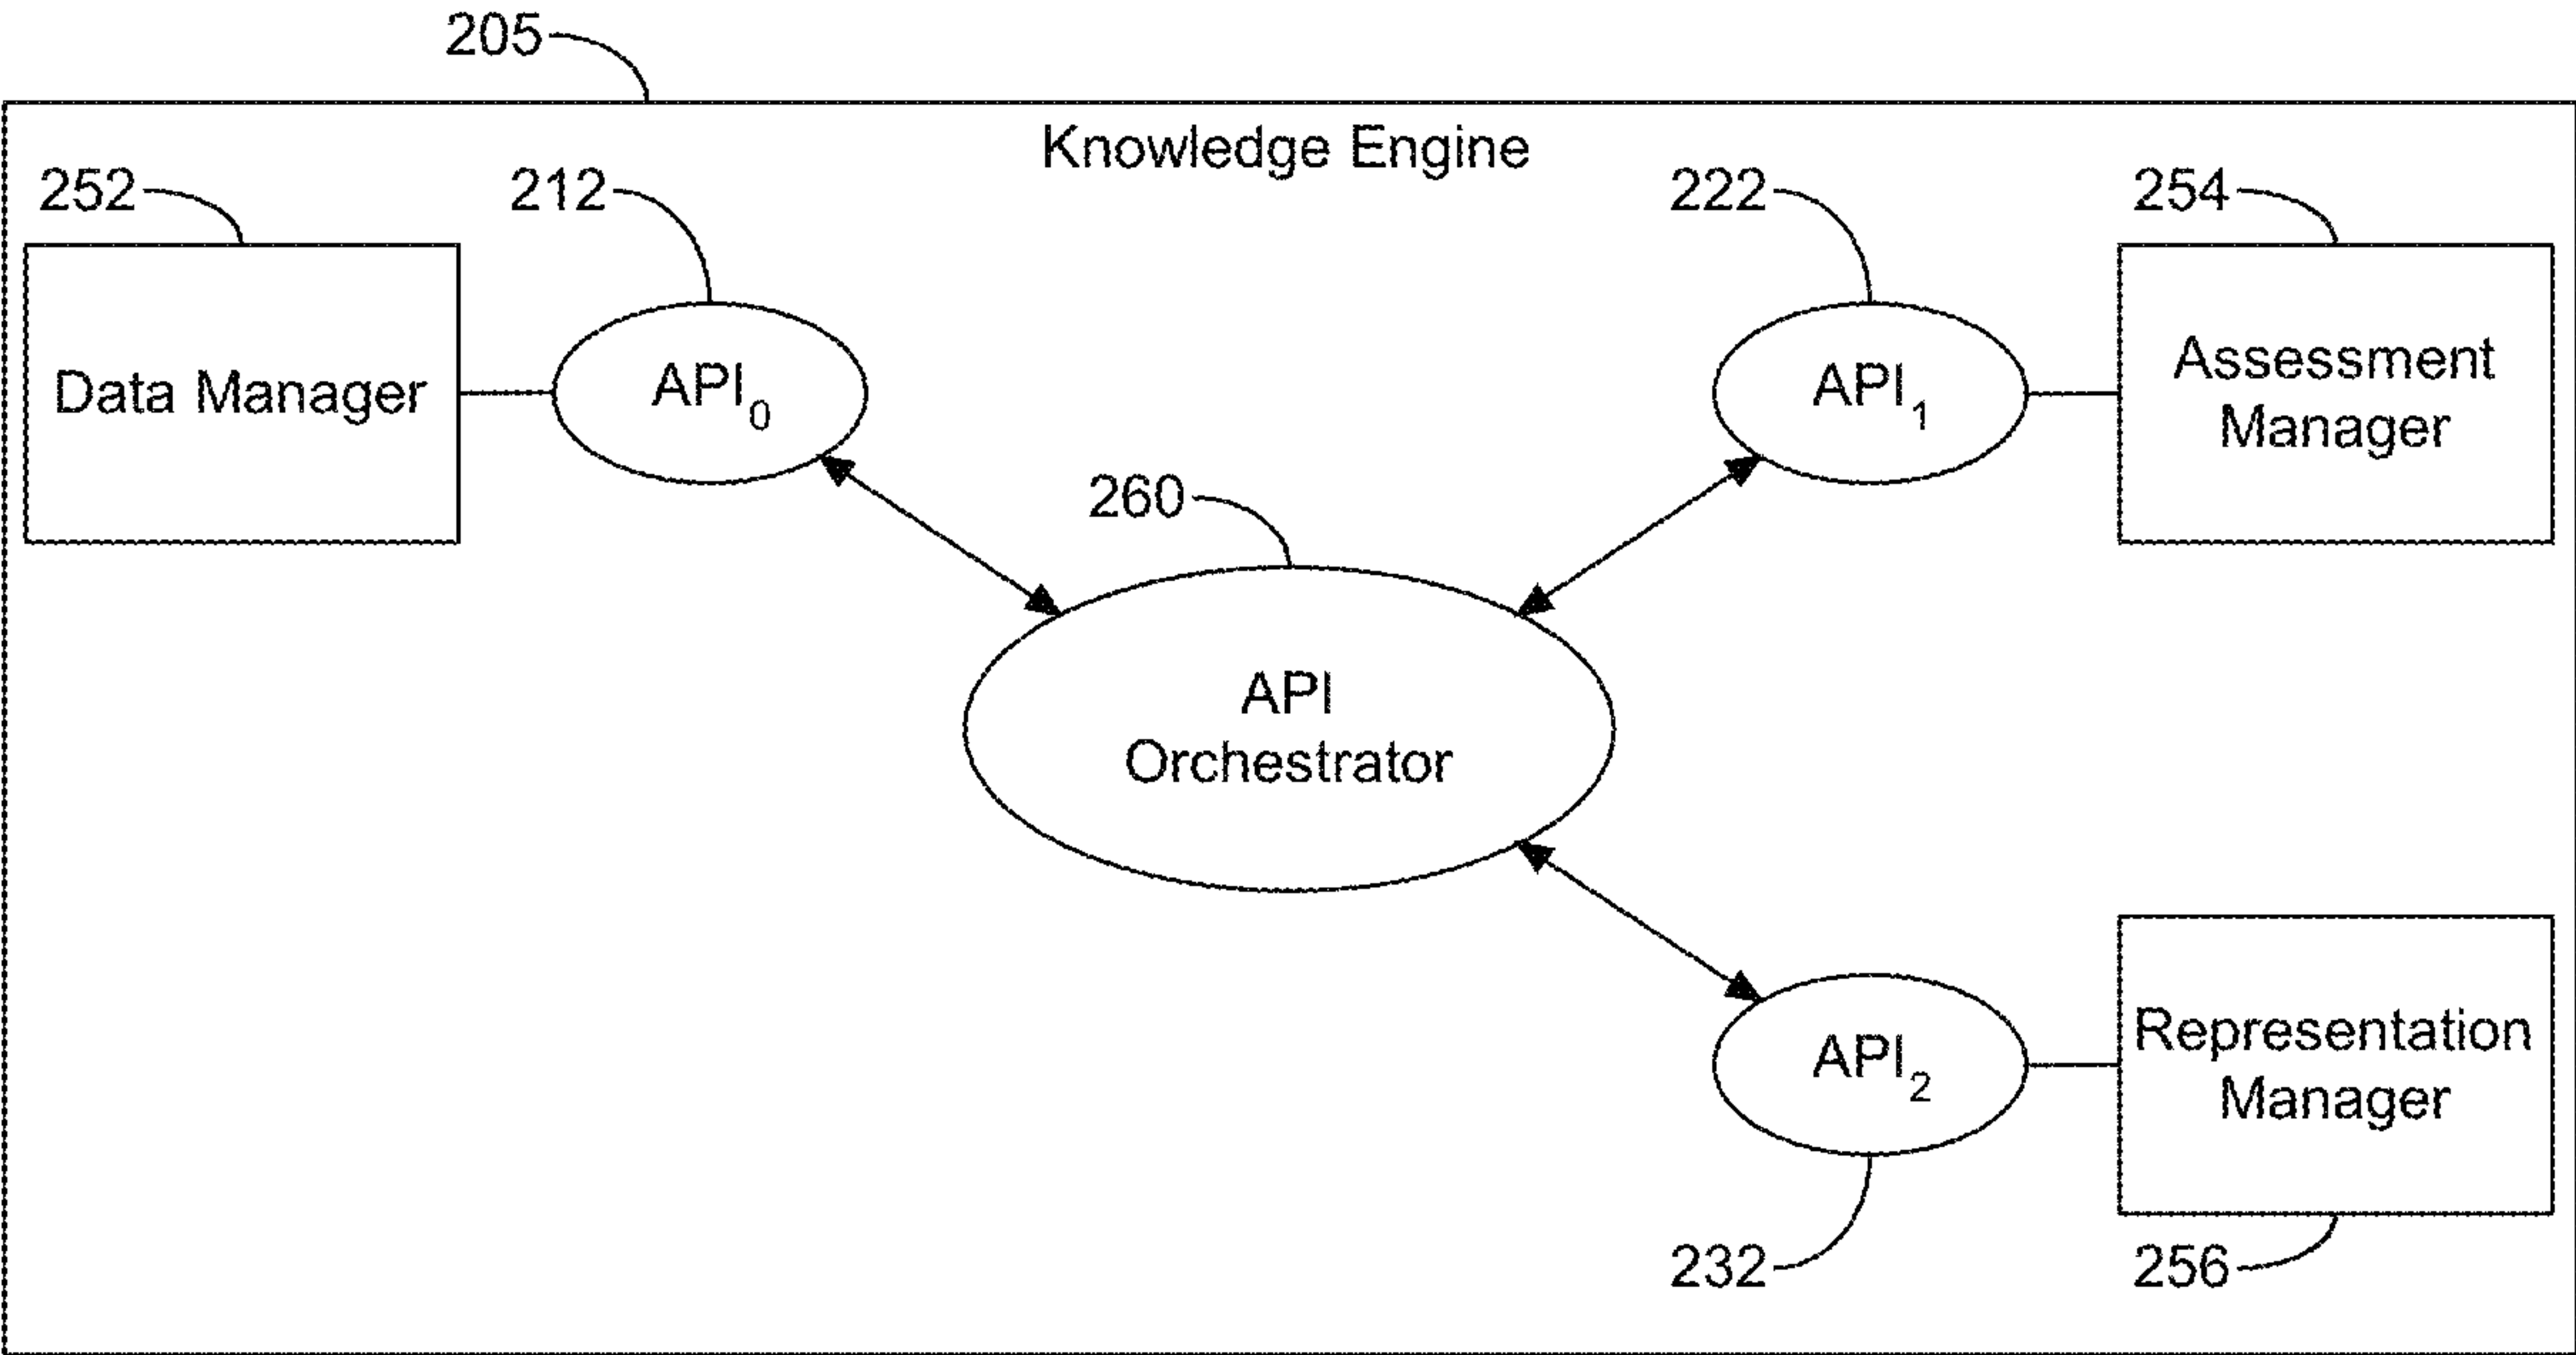 205
Knowledge Engine
252
212
222
254
Data Manager
API0
API1
Assessment
Manager
260
API
Orchestrator
API2
Representation
Manager
232
256